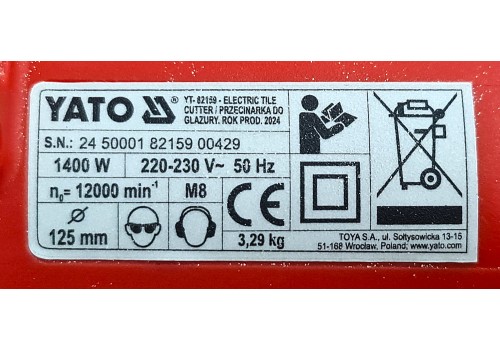 YATO ® YT- 82159 - ELECTRIC TILE
CUTTER / PRZECINARKA DO
GLAZURY. ROK PROD. 2024
S.N.: 24 50001 82159 00429
1400 W 220-230 V~ 50 Hz
n₀= 12000 min⁻¹ M8
CE
Ø
125 mm 3,29 kg
TOYA S.A., ul. Sołtysowicka 13-15
51-168 Wrocław, Poland; www.yato.com